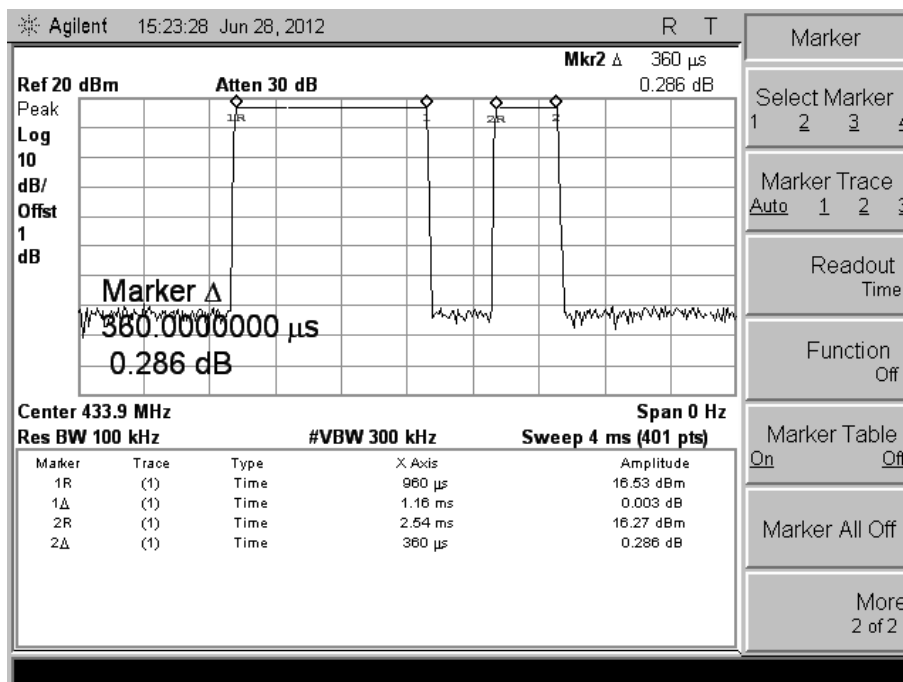 Agilent 15:23:28 Jun 28, 2012 R T
Mkr2 Δ 360 μs
Ref 20 dBm Atten 30 dB 0.286 dB
Peak
Log
10
dB/
Offst
1
dB
1R 1 2R 2
Marker Δ
360.0000000 μs
0.286 dB
Center 433.9 MHz Span 0 Hz
Res BW 100 kHz #VBW 300 kHz Sweep 4 ms (401 pts)
Marker Trace Type X Axis Amplitude
1R (1) Time 960 μs 16.53 dBm
1Δ (1) Time 1.16 ms 0.003 dB
2R (1) Time 2.54 ms 16.27 dBm
2Δ (1) Time 360 μs 0.286 dB
Marker
Select Marker
1 2 3 4
Marker Trace
Auto 1 2 3
Readout
Time
Function
Off
Marker Table
On Off
Marker All Off
More
2 of 2